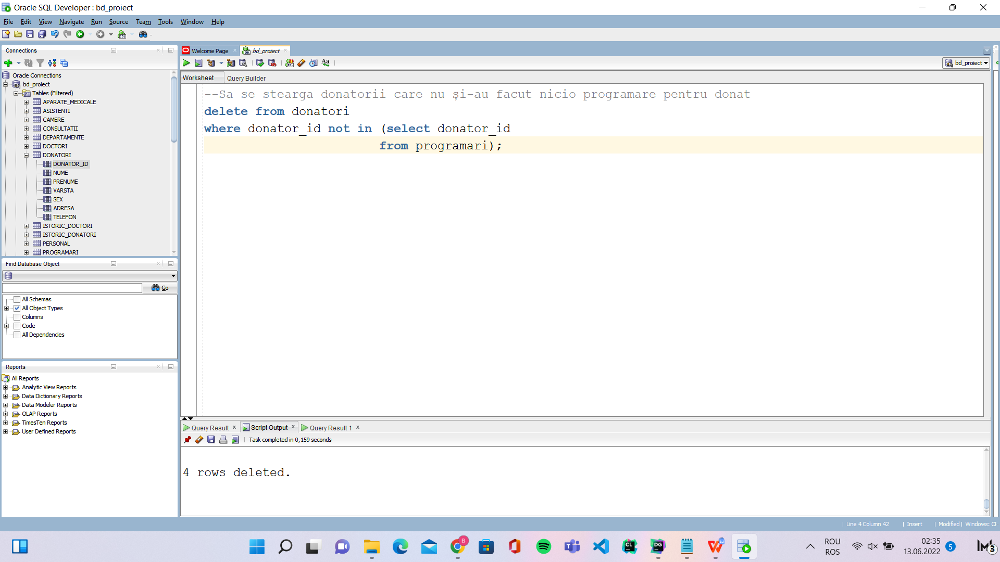 Oracle SQL Developer : bd_proiect
File Edit View Navigate Run Source Team Tools Window Help
Connections
Oracle Connections
bd_proiect
Tables (Filtered)
APARATE_MEDICALE
ASISTENTI
CAMERE
CONSULTATII
DEPARTAMENTE
DOCTORI
DONATORI
DONATOR_ID
NUME
PRENUME
VARSTA
SEX
ADRESA
TELEFON
ISTORIC_DOCTORI
ISTORIC_DONATORI
PERSONAL
PROGRAMARI
Find Database Object
Go
All Schemas
All Object Types
Columns
Code
All Dependencies
Reports
All Reports
Analytic View Reports
Data Dictionary Reports
Data Modeler Reports
OLAP Reports
TimesTen Reports
User Defined Reports
Welcome Page bd_proiect
bd_proiect
Worksheet Query Builder
--Sa se stearga donatorii care nu și-au facut nicio programare pentru donat
delete from donatori
where donator_id not in (select donator_id
from programari);
Query Result Script Output Query Result 1
Task completed in 0,159 seconds
4 rows deleted.
| Line 4 Column 42 | Insert | Modified | Windows: CF
B
CL
DG
ROU
ROS
02:35
13.06.2022
5
3